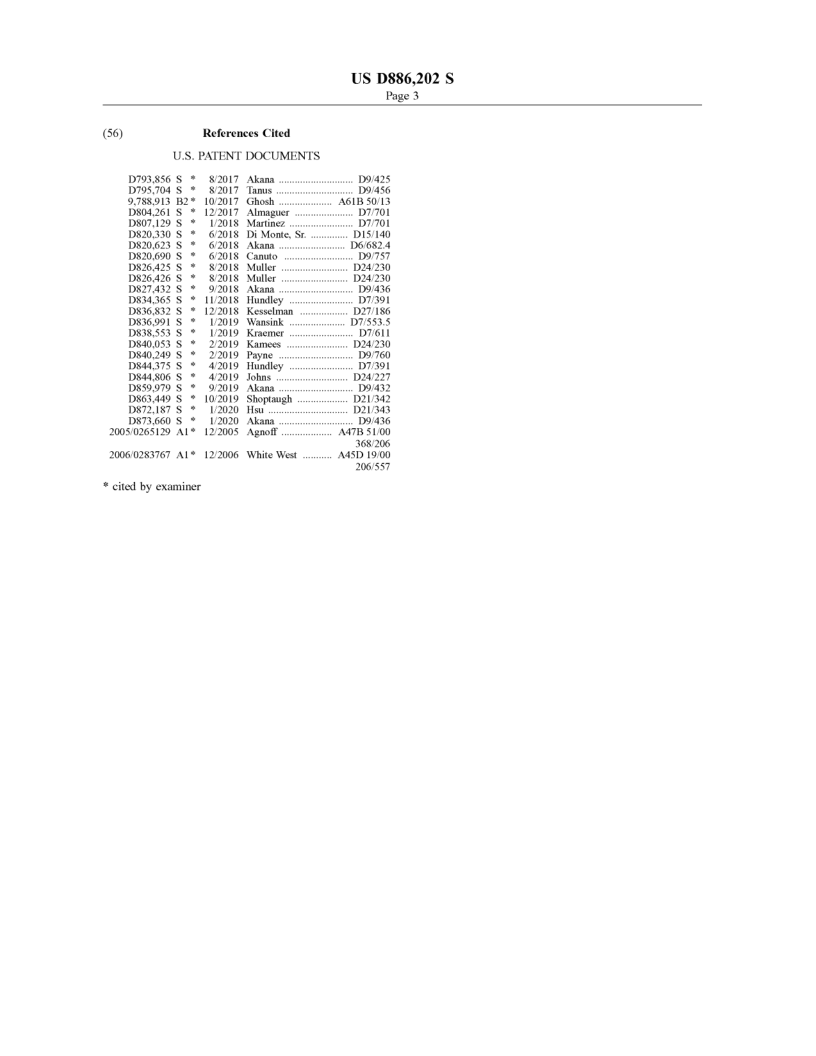 US D886,202 S
Page 3
(56) References Cited
U.S. PATENT DOCUMENTS
D793,856 S * 8/2017 Akana ............................ D9/425
D795,704 S * 8/2017 Tanus ............................. D9/456
9,788,913 B2 * 10/2017 Ghosh .................... A61B 50/13
D804,261 S * 12/2017 Almaguer ...................... D7/701
D807,129 S * 1/2018 Martinez ........................ D7/701
D820,330 S * 6/2018 Di Monte, Sr. .............. D15/140
D820,623 S * 6/2018 Akana ......................... D6/682.4
D820,690 S * 6/2018 Canuto .......................... D9/757
D826,425 S * 8/2018 Muller ......................... D24/230
D826,426 S * 8/2018 Muller ......................... D24/230
D827,432 S * 9/2018 Akana ............................ D9/436
D834,365 S * 11/2018 Hundley ........................ D7/391
D836,832 S * 12/2018 Kesselman .................. D27/186
D836,991 S * 1/2019 Wansink ..................... D7/553.5
D838,553 S * 1/2019 Kraemer ........................ D7/611
D840,053 S * 2/2019 Kamees ....................... D24/230
D840,249 S * 2/2019 Payne ............................ D9/760
D844,375 S * 4/2019 Hundley ........................ D7/391
D844,806 S * 4/2019 Johns ........................... D24/227
D859,979 S * 9/2019 Akana ............................ D9/432
D863,449 S * 10/2019 Shoptaugh ................... D21/342
D872,187 S * 1/2020 Hsu .............................. D21/343
D873,660 S * 1/2020 Akana ............................ D9/436
2005/0265129 A1 * 12/2005 Agnoff ................... A47B 51/00
368/206
2006/0283767 A1 * 12/2006 White West ........... A45D 19/00
206/557
* cited by examiner